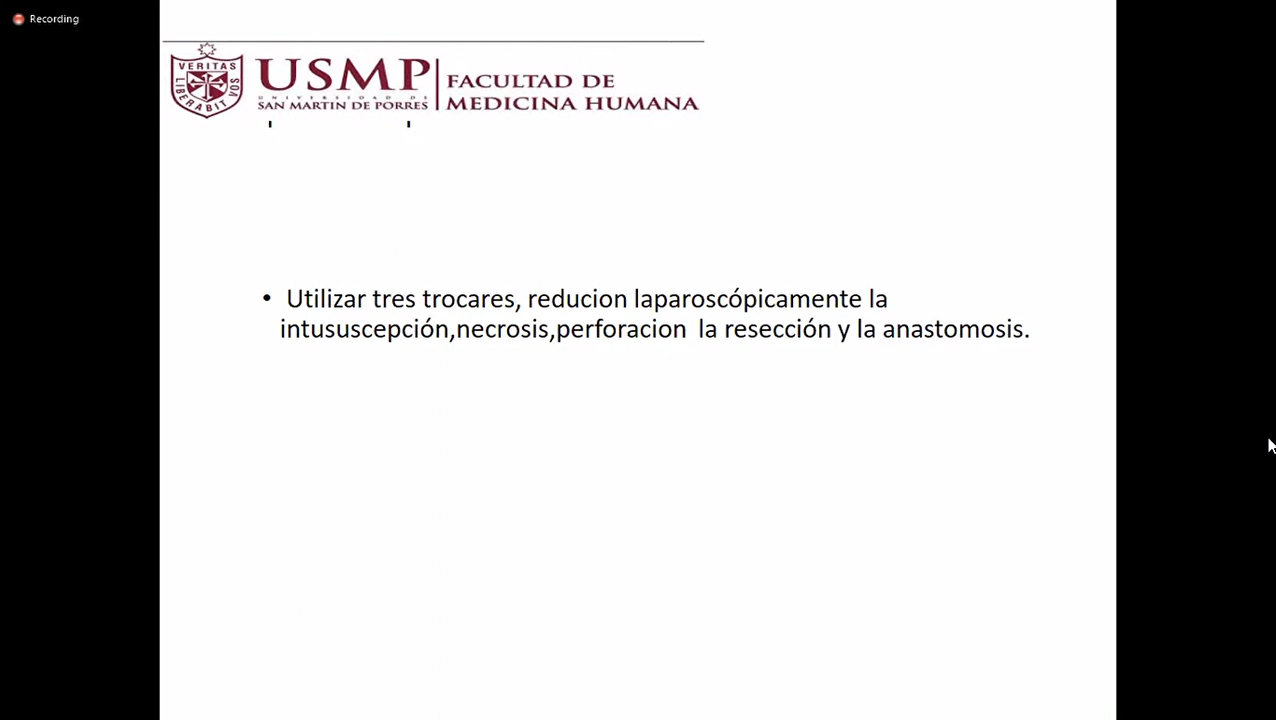 Recording
VERITAS
LIBERABIT VOS
USMP
UNIVERSIDAD DE
SAN MARTIN DE PORRES
FACULTAD DE
MEDICINA HUMANA
• Utilizar tres trocares, reducion laparoscópicamente la
intususcepción,necrosis,perforacion la resección y la anastomosis.